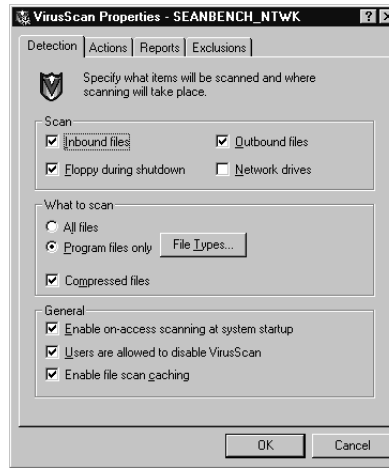 VirusScan Properties - SEANBENCH_NTWK
Detection Actions Reports Exclusions
Specify what items will be scanned and where
scanning will take place.
Scan
Inbound files Outbound files
Floppy during shutdown Network drives
What to scan
All files
Program files only File Types...
Compressed files
General
Enable on-access scanning at system startup
Users are allowed to disable VirusScan
Enable file scan caching
OK Cancel